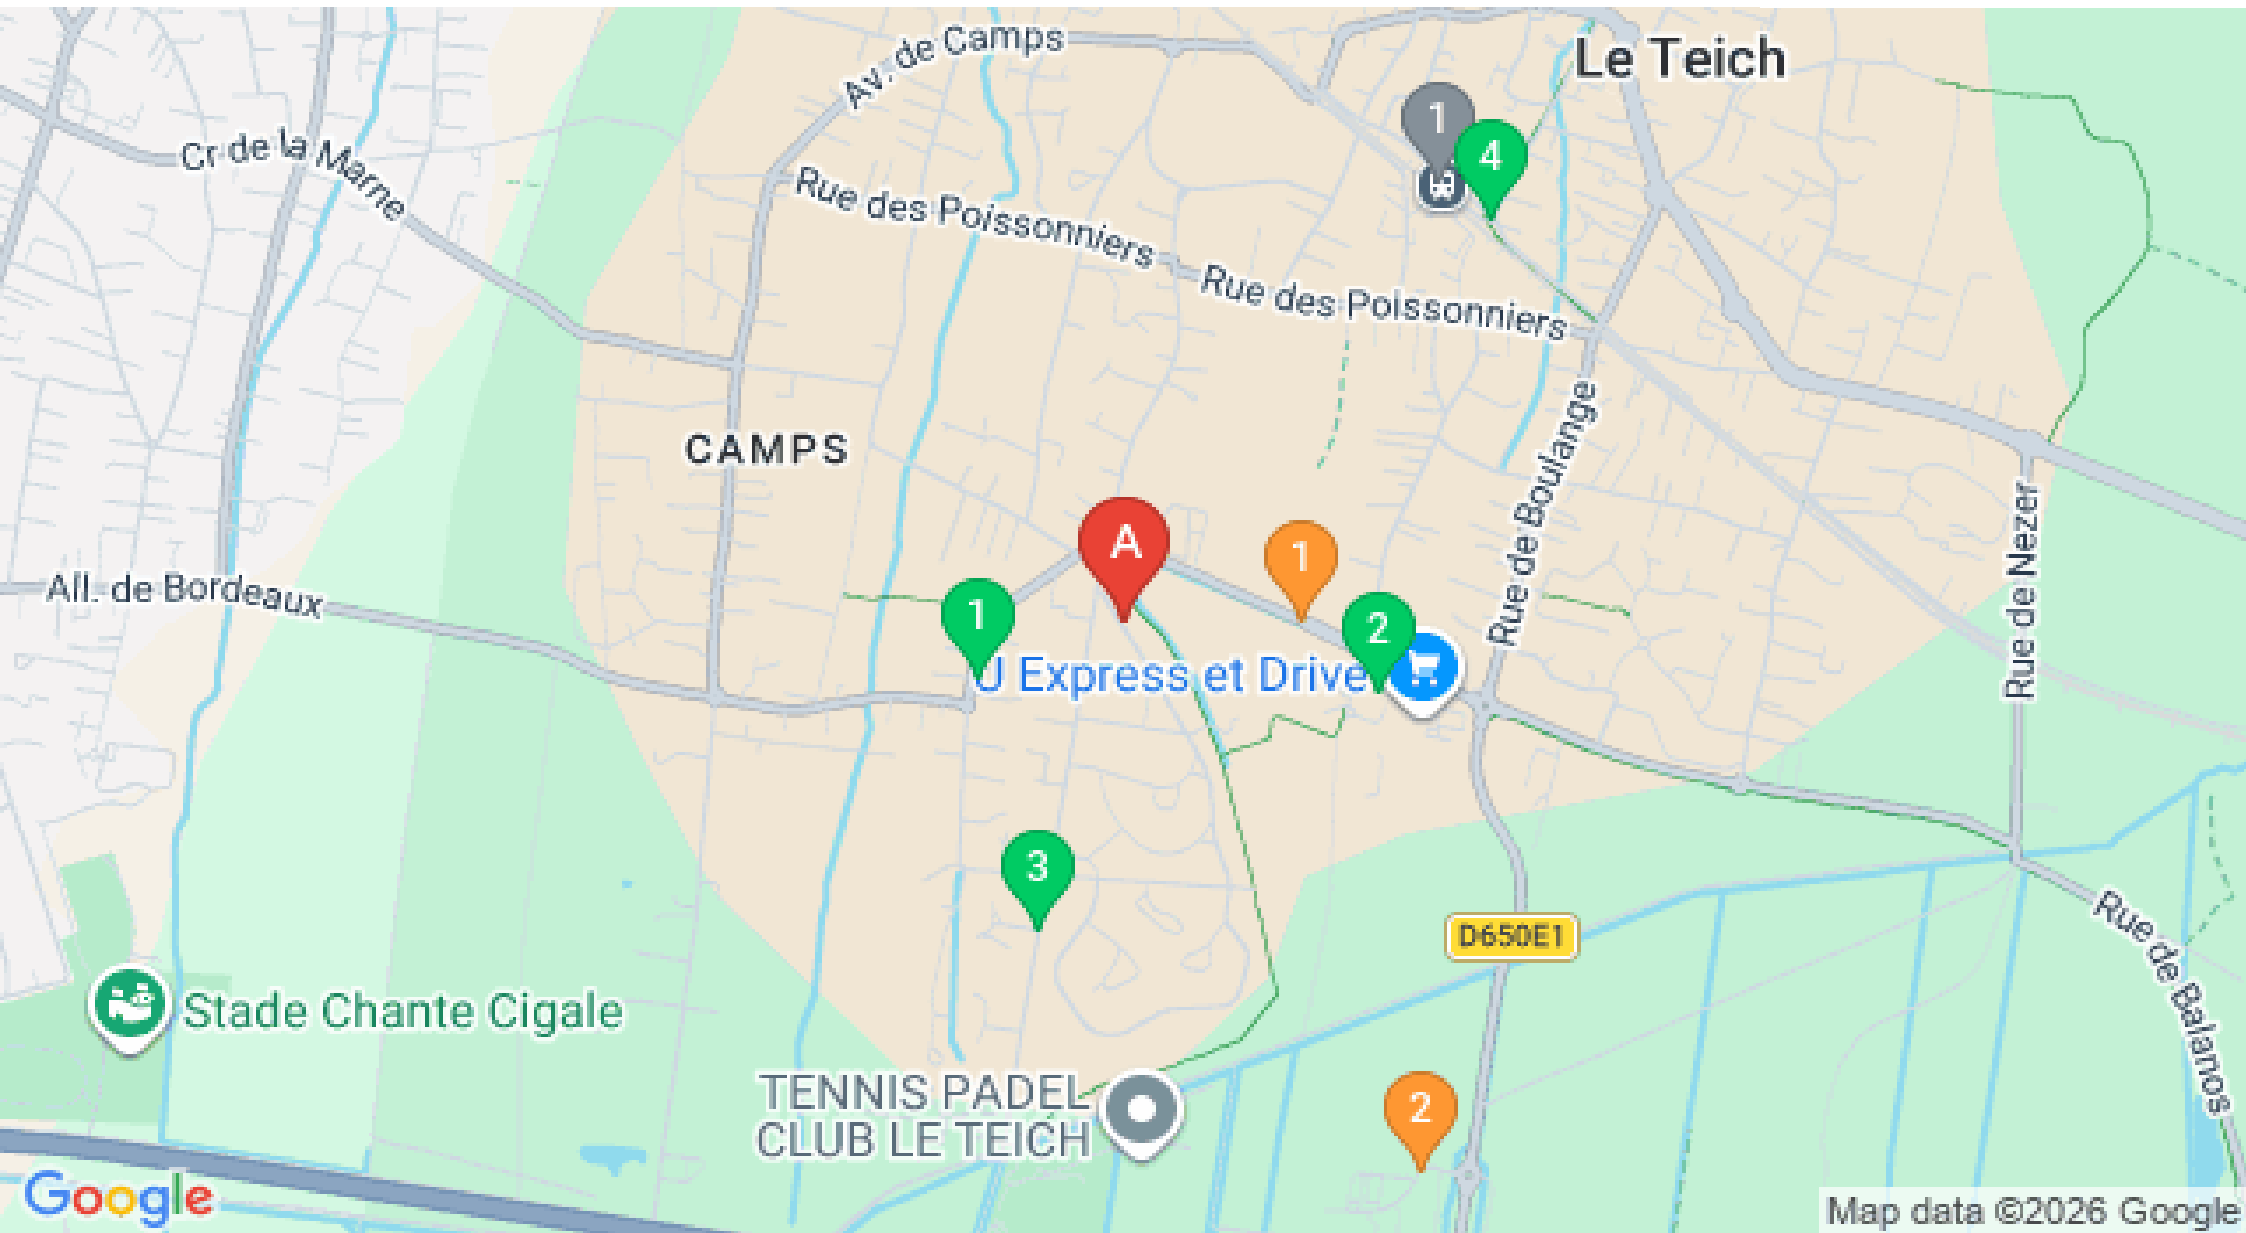 Le Teich
Av. de Camps
1
4
Cr de la Marne
Rue des Poissonniers
Rue des Poissonniers
CAMPS
Rue de Boulange
Rue de Nezer
A
1
All. de Bordeaux
1
2
U Express et Drive
3
D650E1
Rue de Balanos
Stade Chante Cigale
TENNIS PADEL
CLUB LE TEICH
2
Google
Map data ©2026 Google